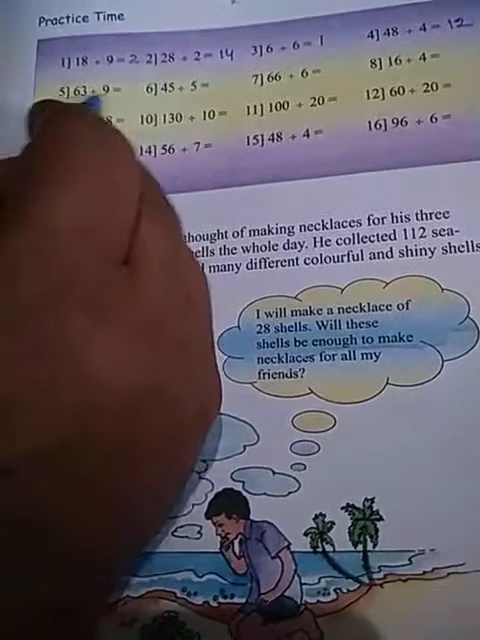 Practice Time
1] 18 ÷ 9 = 2 2] 28 ÷ 2 = 14 3] 6 ÷ 6 = 1 4] 48 ÷ 4 = 12
5] 63 ÷ 9 = 6] 45 ÷ 5 = 7] 66 ÷ 6 = 8] 16 ÷ 4 =
8 = 10] 130 ÷ 10 = 11] 100 ÷ 20 = 12] 60 ÷ 20 =
14] 56 ÷ 7 = 15] 48 ÷ 4 = 16] 96 ÷ 6 =
thought of making necklaces for his three
the whole day. He collected 112 sea-
many different colourful and shiny shells
I will make a necklace of
28 shells. Will these
shells be enough to make
necklaces for all my
friends?